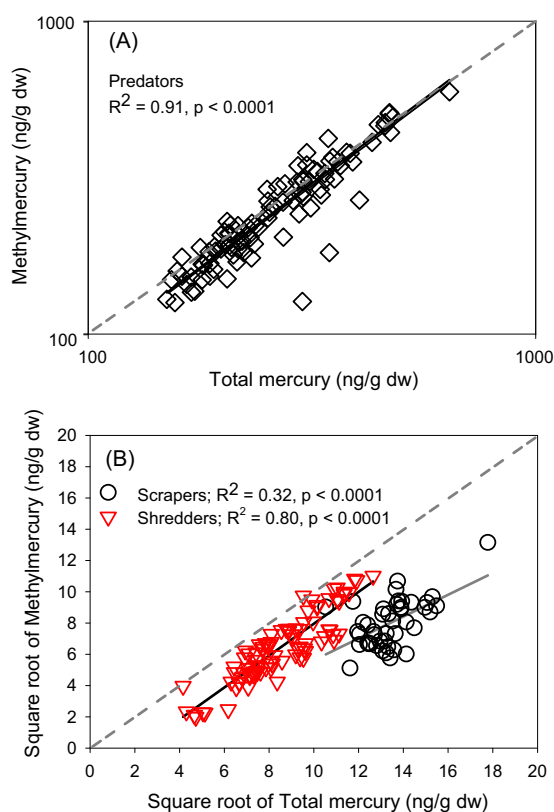 (A)
Predators
R² = 0.91, p < 0.0001
1000
100
100
1000
Methylmercury (ng/g dw)
Total mercury (ng/g dw)
(B)
Scrapers; R² = 0.32, p < 0.0001
Shredders; R² = 0.80, p < 0.0001
20
18
16
14
12
10
8
6
4
2
0
0
2
4
6
8
10
12
14
16
18
20
Square root of Methylmercury (ng/g dw)
Square root of Total mercury (ng/g dw)